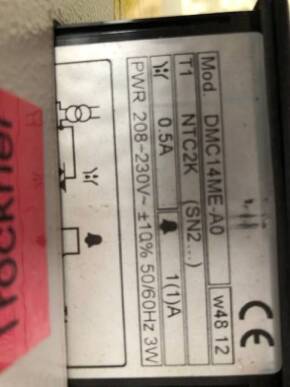 Mod. DMC14ME-A0 w48 12
T1 NTC2K (SN2...)
0.5A 1(1)A
PWR 208-230V~ ±10% 50/60Hz 3W
CE
Trockner